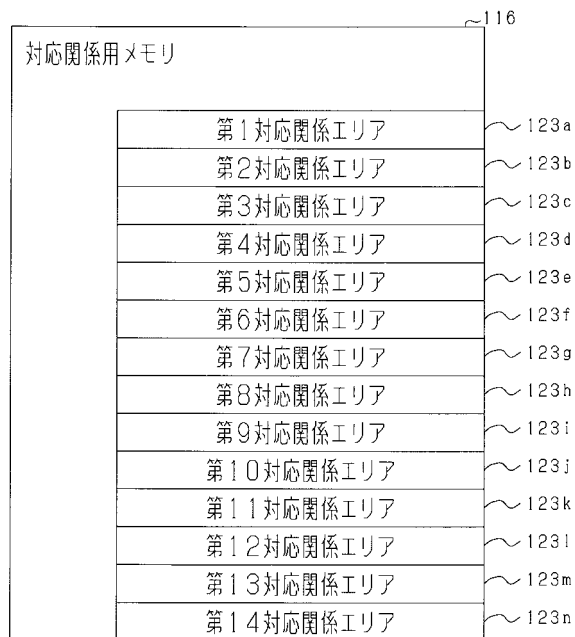 116
対応関係用メモリ
第1対応関係エリア 123a
第2対応関係エリア 123b
第3対応関係エリア 123c
第4対応関係エリア 123d
第5対応関係エリア 123e
第6対応関係エリア 123f
第7対応関係エリア 123g
第8対応関係エリア 123h
第9対応関係エリア 123i
第10対応関係エリア 123j
第11対応関係エリア 123k
第12対応関係エリア 123l
第13対応関係エリア 123m
第14対応関係エリア 123n